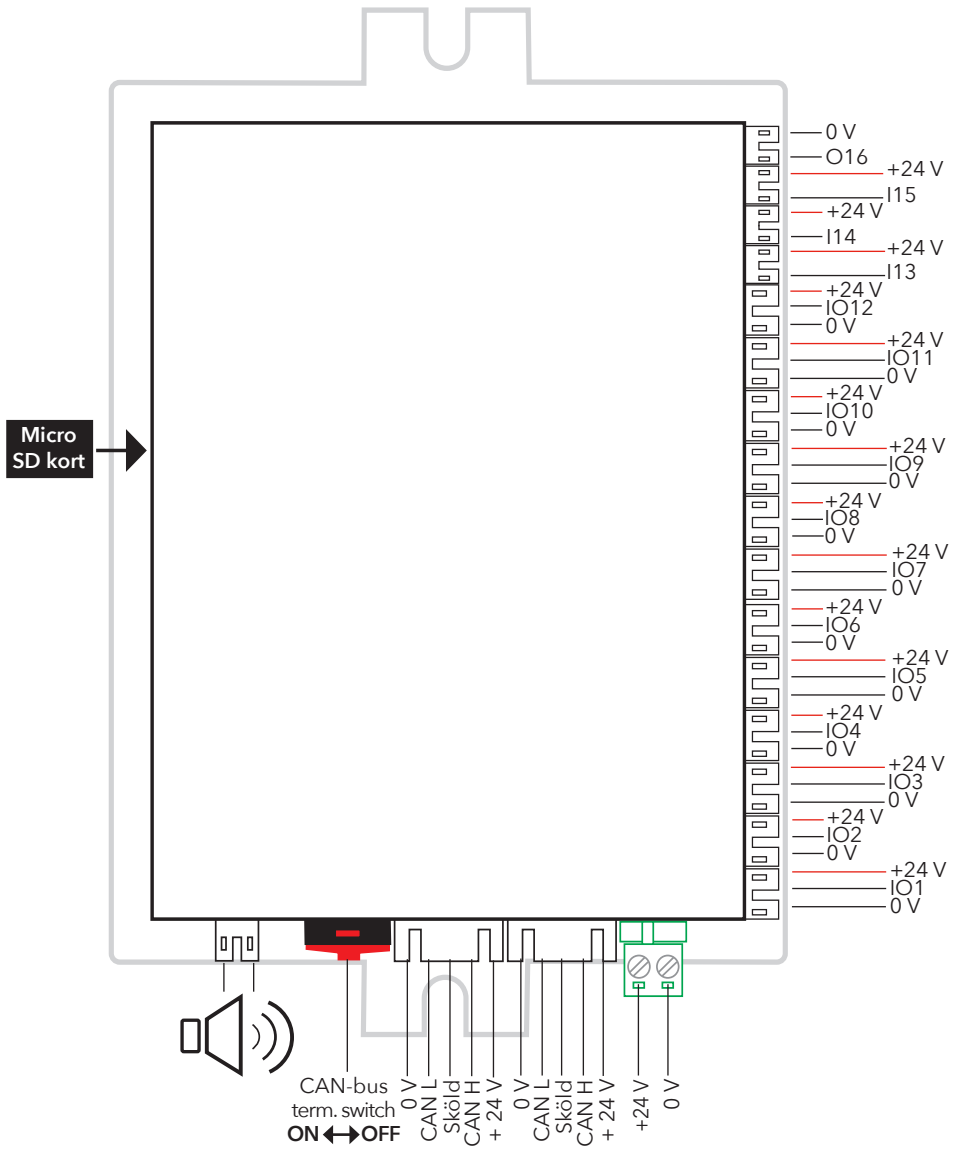 0 V
O16
+24 V
I15
+24 V
I14
+24 V
I13
+24 V
IO12
0 V
+24 V
IO11
0 V
+24 V
IO10
0 V
Micro
SD kort
+24 V
IO9
0 V
+24 V
IO8
0 V
+24 V
IO7
0 V
+24 V
IO6
0 V
+24 V
IO5
0 V
+24 V
IO4
0 V
+24 V
IO3
0 V
+24 V
IO2
0 V
+24 V
IO1
0 V
CAN-bus
term. switch
ON OFF
0 V
CAN L
Sköld
CAN H
+ 24 V
0 V
CAN L
Sköld
CAN H
+ 24 V
+24 V
0 V